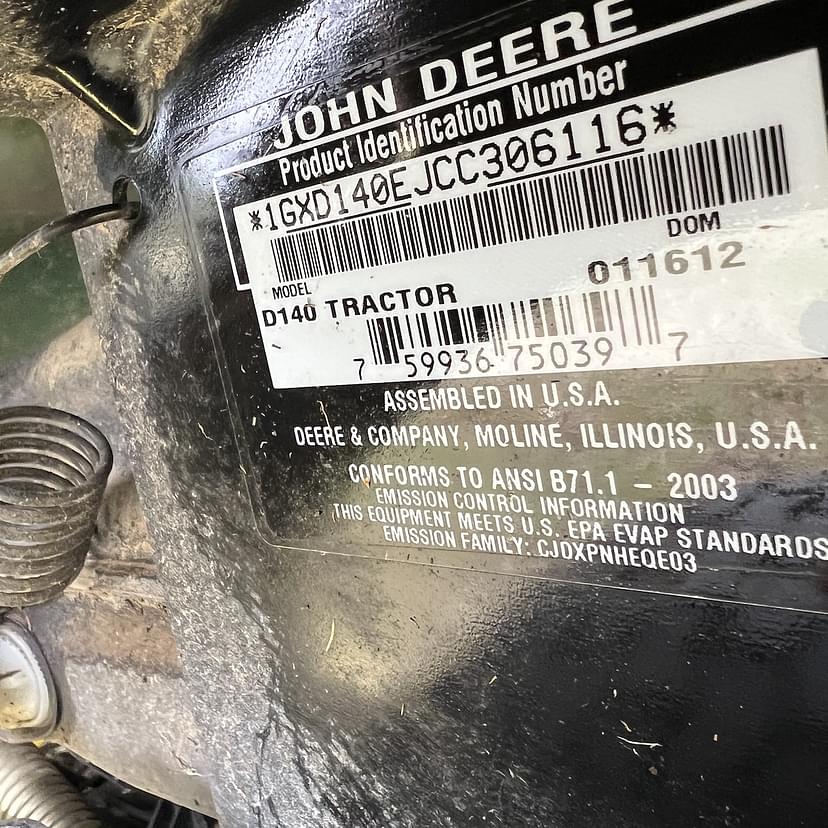 JOHN DEERE
Product Identification Number
*1GXD140EJCC306116*
DOM
MODEL
011612
D140 TRACTOR
7 59936 75039 7
ASSEMBLED IN U.S.A.
DEERE & COMPANY, MOLINE, ILLINOIS, U.S.A.
CONFORMS TO ANSI B71.1 - 2003
EMISSION CONTROL INFORMATION
THIS EQUIPMENT MEETS U.S. EPA EVAP STANDARDS
EMISSION FAMILY: CJDXPNHEQE03